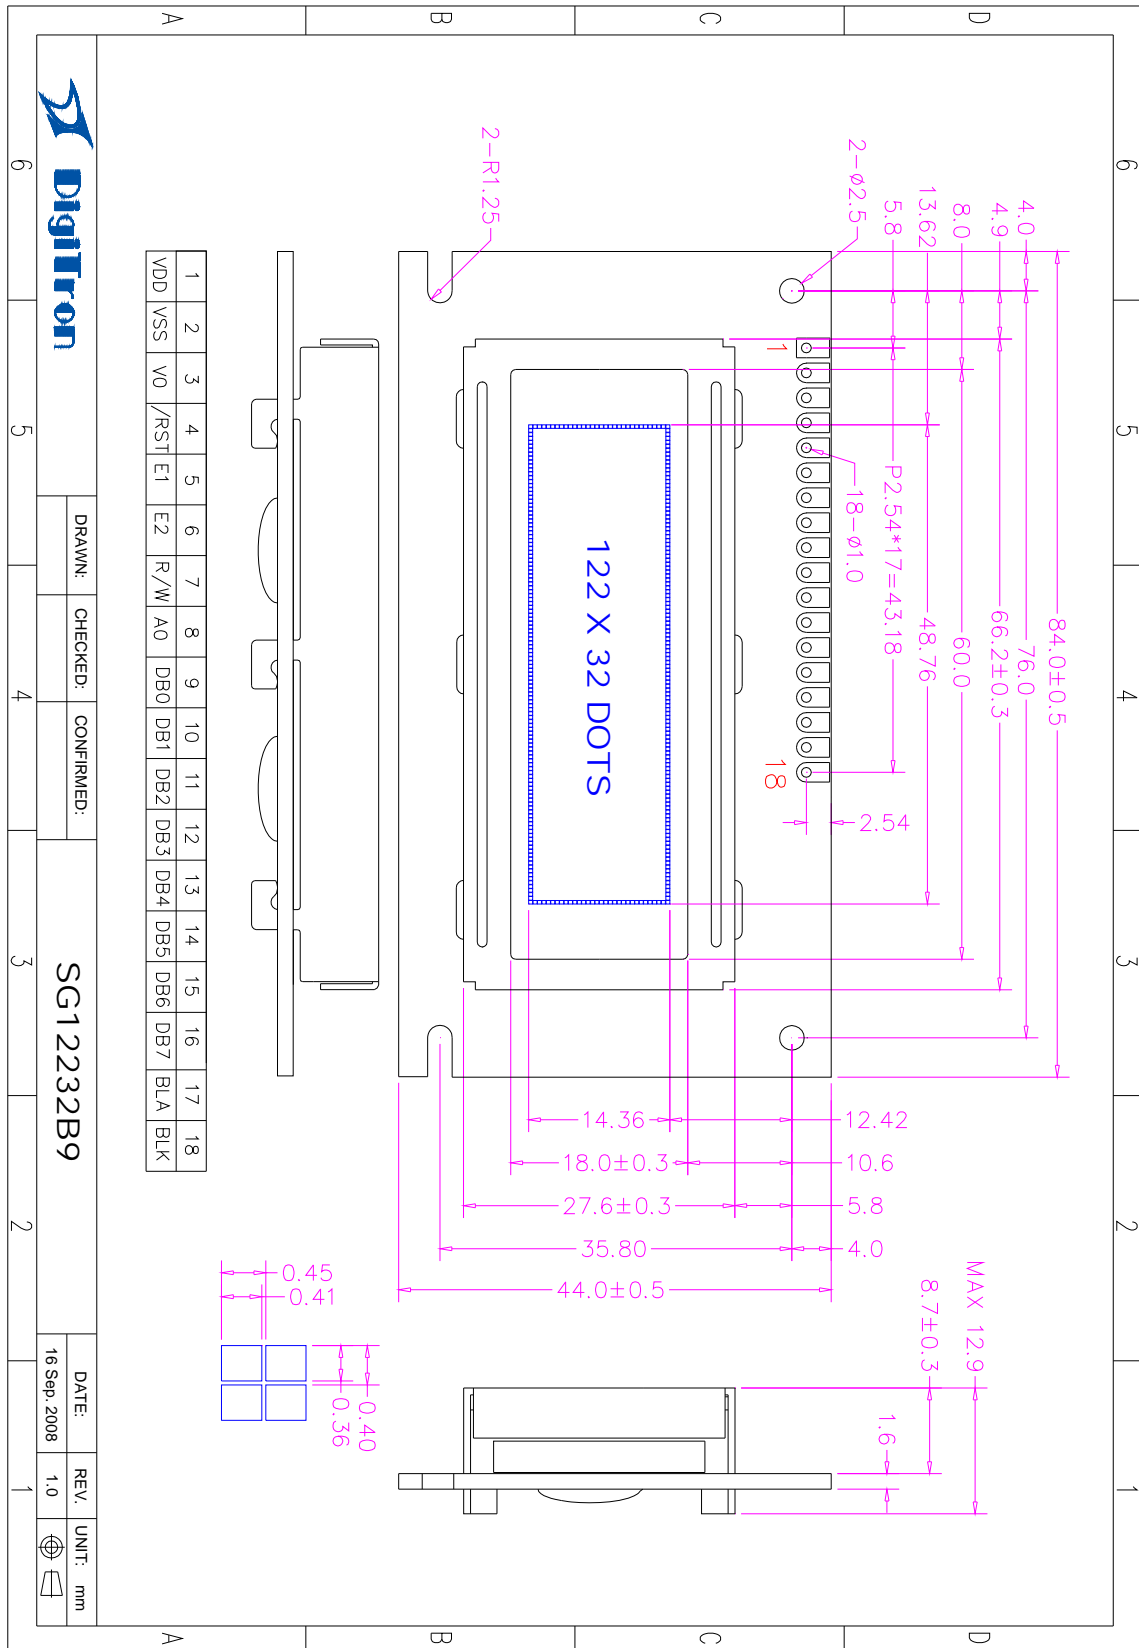 6 5 4 3 2 1
D
C
B
A
D
C
B
A
84.0±0.5
4.0
76.0
4.9
66.2±0.3
8.0
60.0
13.62
48.76
5.8
P2.54*17=43.18
2-ø2.5
18-ø1.0
2-R1.25
1
18
2.54
122 X 32 DOTS
12.42
14.36
10.6
18.0±0.3
5.8
27.6±0.3
4.0
35.80
44.0±0.5
MAX 12.9
8.7±0.3
1.6
0.45
0.41
0.40
0.36
1 2 3 4 5 6 7 8 9 10 11 12 13 14 15 16 17 18
VDD VSS V0 /RST E1 E2 R/W A0 DB0 DB1 DB2 DB3 DB4 DB5 DB6 DB7 BLA BLK
DigiTron
DRAWN: CHECKED: CONFIRMED:
SG12232B9
DATE: REV. UNIT: mm
16 Sep. 2008 1.0
6 5 4 3 2 1